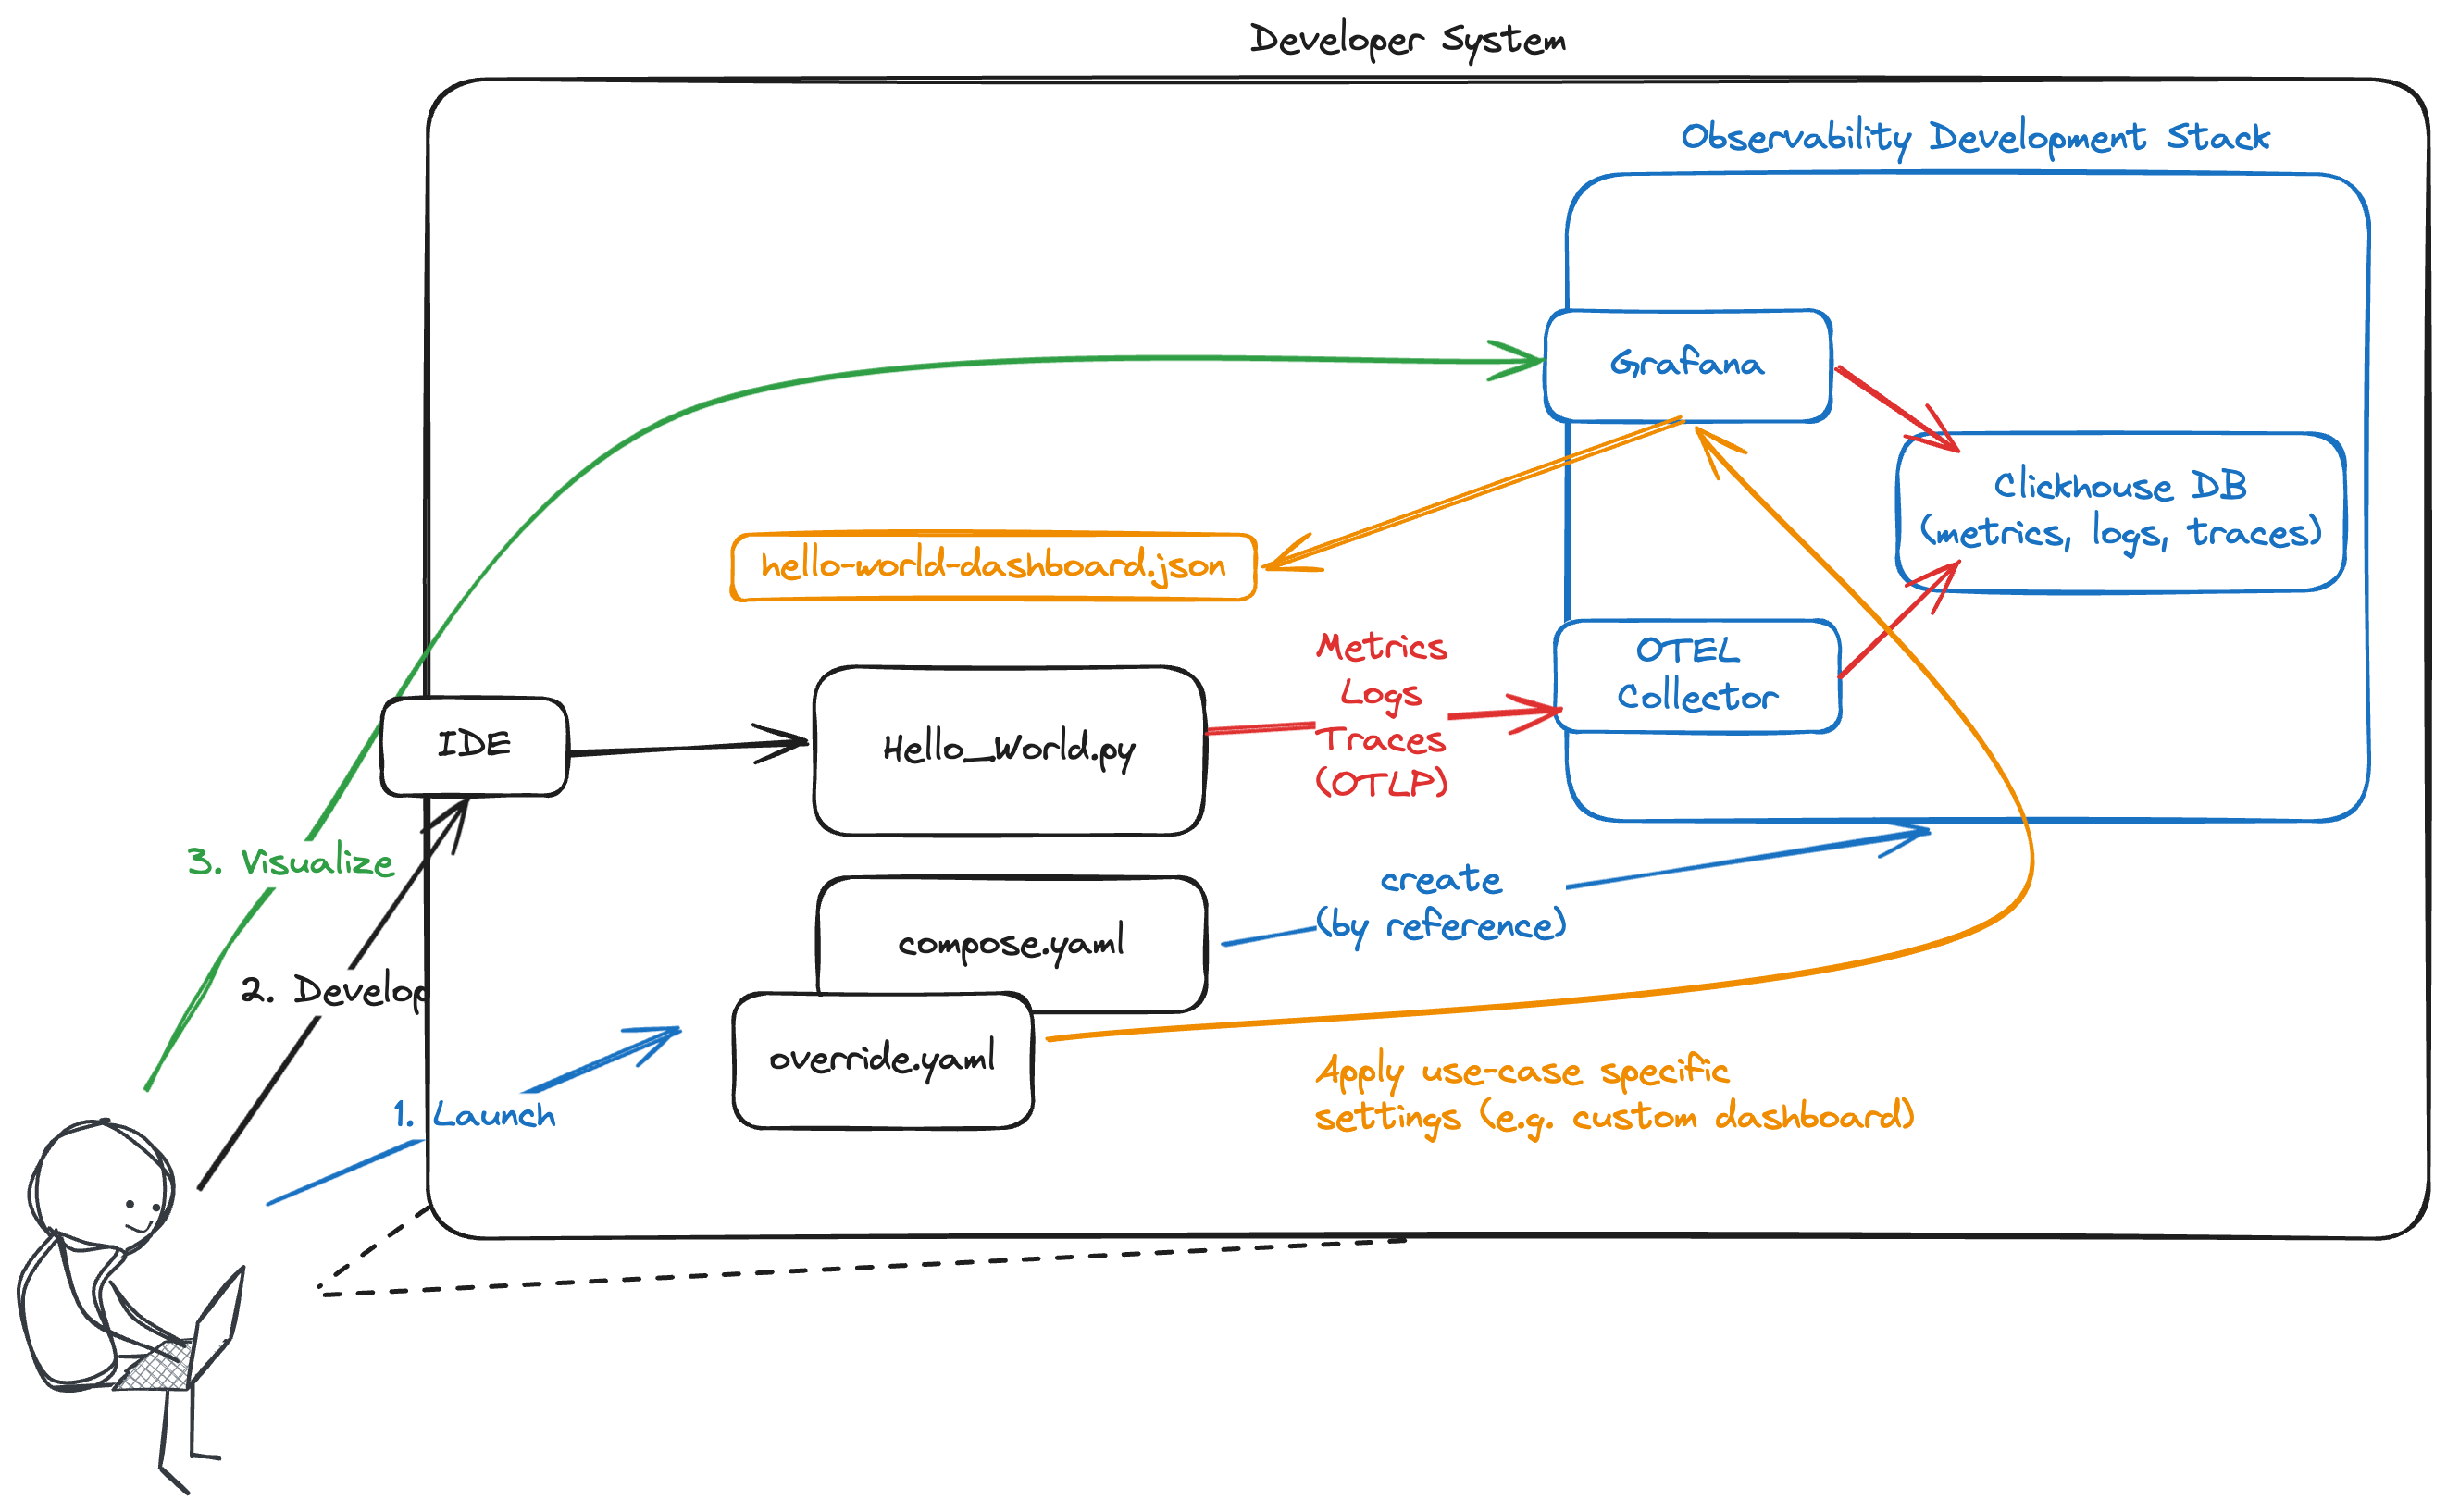 Developer System
Observability Development Stack
Grafana
Clickhouse DB
(metrics, logs, traces)
hello-world-dashboard.json
Metrics
Logs
Traces
(OTLP)
OTEL
Collector
IDE
Hello_World.py
3. Visualize
create
(by reference)
compose.yaml
2. Develop
override.yaml
Apply use-case specific
settings (e.g. custom dashboard)
1. Launch